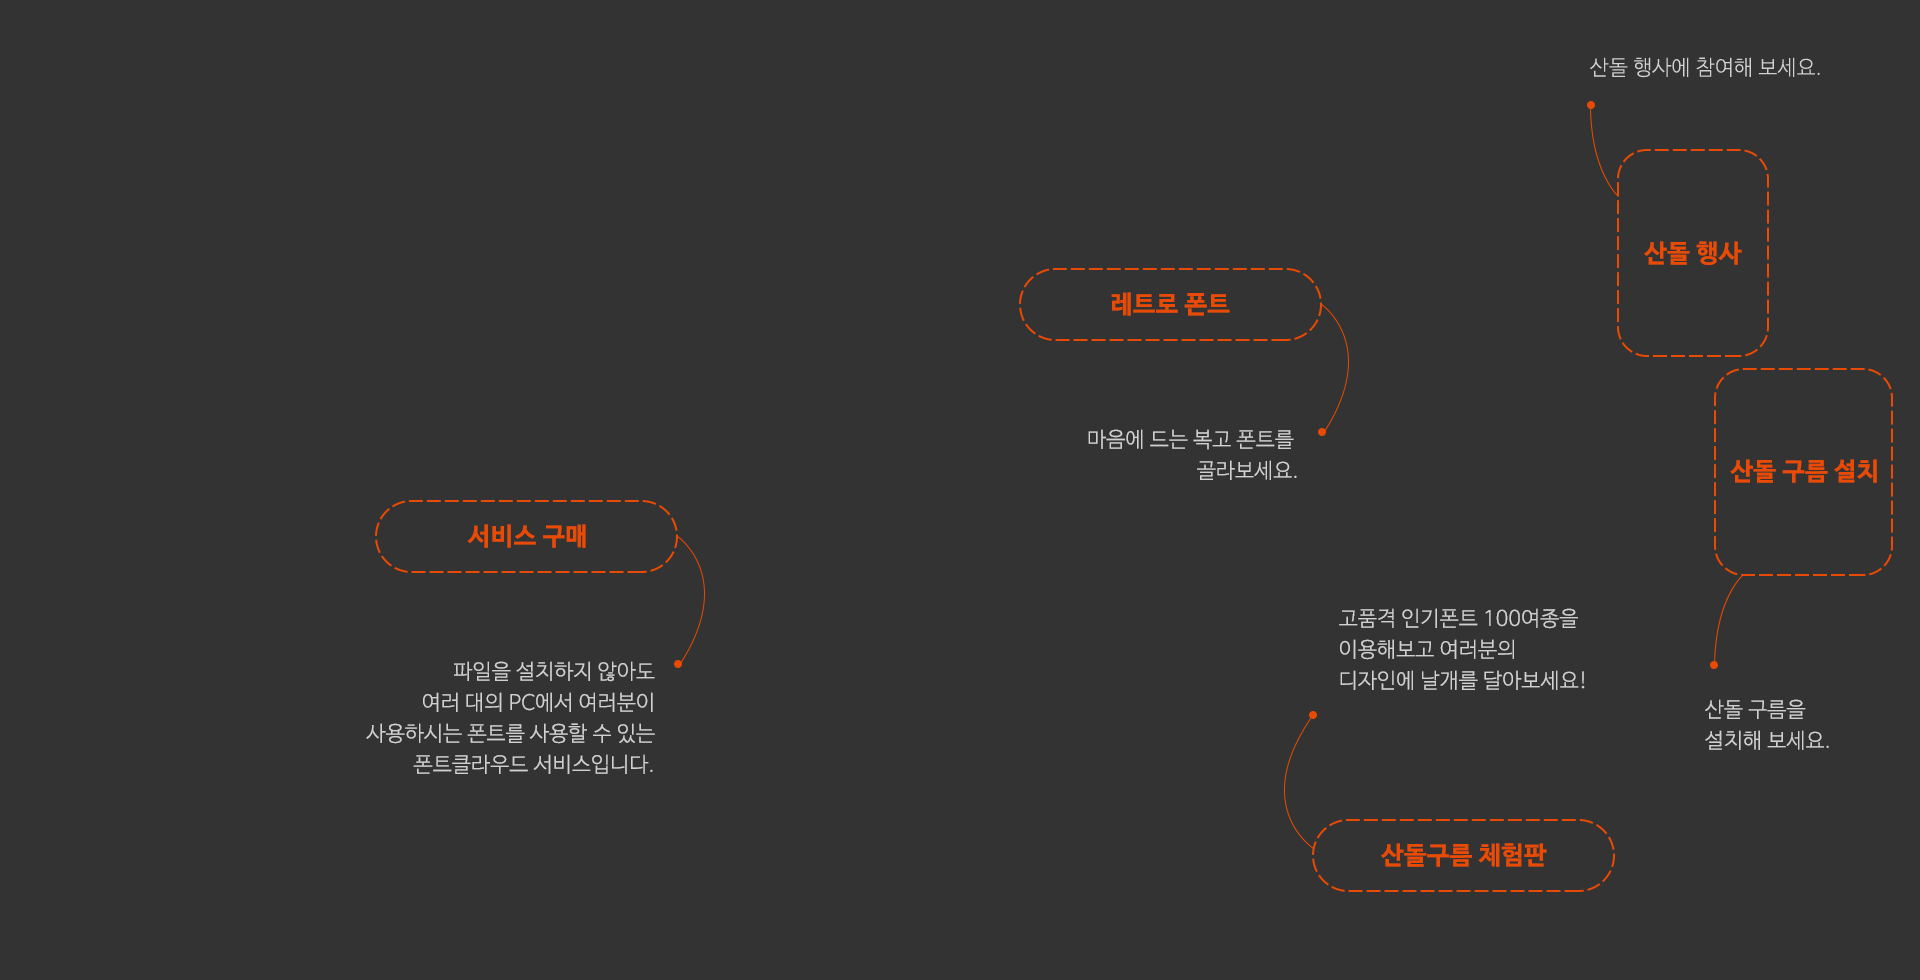 산돌 행사에 참여해 보세요.
산돌 행사
레트로 폰트
마음에 드는 복고 폰트를
골라보세요.
산돌 구름 설치
산돌 구름을
설치해 보세요.
서비스 구매
파일을 설치하지 않아도
여러 대의 PC에서 여러분이
사용하시는 폰트를 사용할 수 있는
폰트클라우드 서비스입니다.
고품격 인기폰트 100여종을
이용해보고 여러분의
디자인에 날개를 달아보세요!
산돌구름 체험판